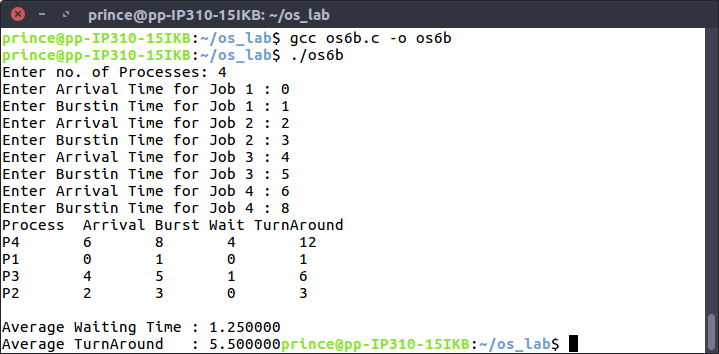 prince@pp-IP310-15IKB: ~/os_lab
prince@pp-IP310-15IKB:~/os_lab$ gcc os6b.c -o os6b
prince@pp-IP310-15IKB:~/os_lab$ ./os6b
Enter no. of Processes: 4
Enter Arrival Time for Job 1 : 0
Enter Burstin Time for Job 1 : 1
Enter Arrival Time for Job 2 : 2
Enter Burstin Time for Job 2 : 3
Enter Arrival Time for Job 3 : 4
Enter Burstin Time for Job 3 : 5
Enter Arrival Time for Job 4 : 6
Enter Burstin Time for Job 4 : 8
Process  Arrival Burst Wait TurnAround
P4       6       8       4       12
P1       0       1       0       1
P3       4       5       1       6
P2       2       3       0       3
Average Waiting Time : 1.250000
Average TurnAround   : 5.500000prince@pp-IP310-15IKB:~/os_lab$